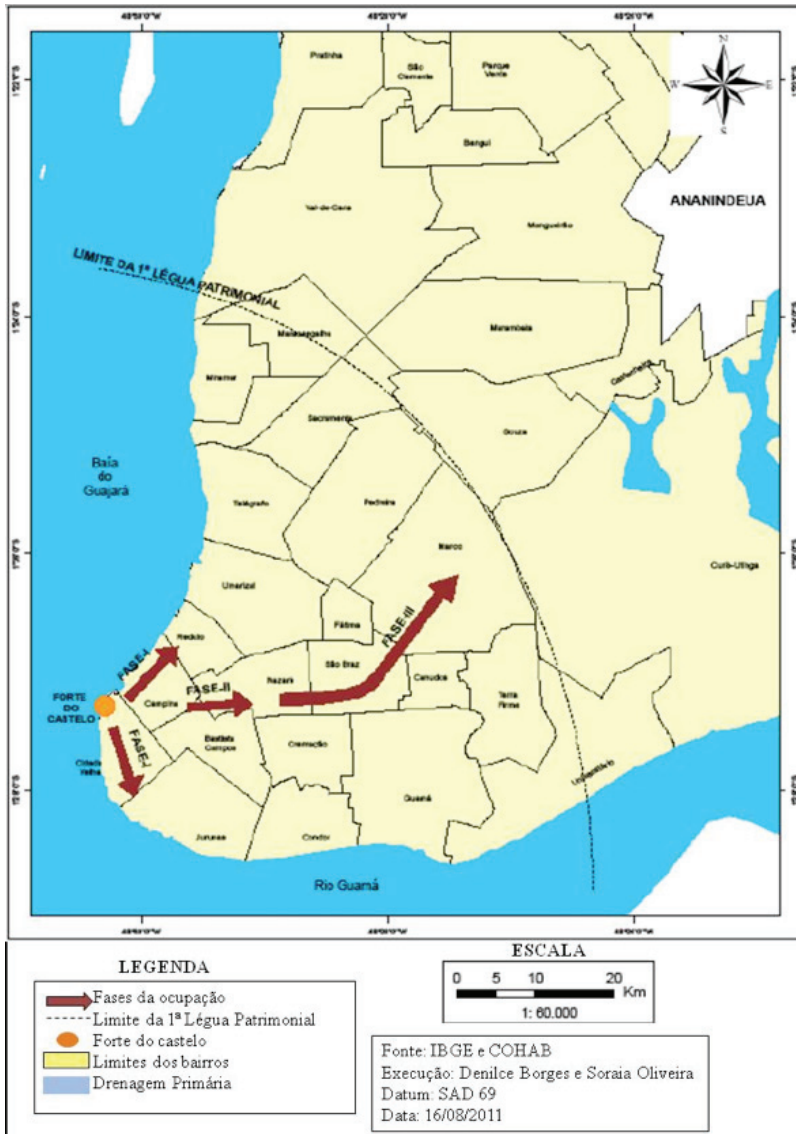 Pratinha
São
Clemente
Parque
Verde
N
W
E
S
Bengui
Val-de-Cans
Mangueirão
ANANINDEUA
LIMITE DA 1ª LÉGUA PATRIMONIAL
Maracangalha
Marambaia
Miramar
Castanheira
Sacramenta
Souza
Baía
do
Guajará
Telégrafo
Pedreira
Marco
Curió-Utinga
Umarizal
Fátima
FASE-III
Reduto
FASE-I
São Braz
Nazaré
FASE-II
Canudos
Terra
Firme
FORTE
DO
CASTELO
Campina
FASE-I
Cidade
Velha
Batista
Campos
Cremação
Guamá
Universitário
Jurunas
Condor
Rio Guamá
LEGENDA
Fases da ocupação
Limite da 1ª Légua Patrimonial
Forte do castelo
Limites dos bairros
Drenagem Primária
ESCALA
0 5 10 20
Km
1: 60.000
Fonte: IBGE e COHAB
Execução: Denilce Borges e Soraia Oliveira
Datum: SAD 69
Data: 16/08/2011